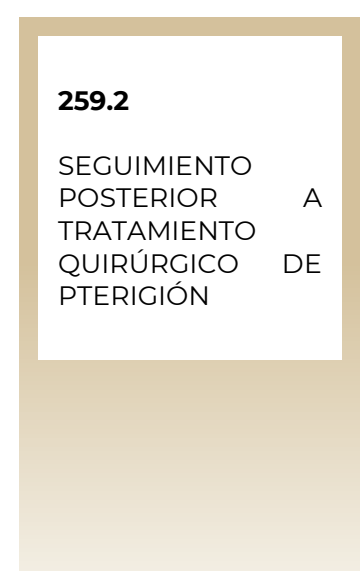 259.2
SEGUIMIENTO
POSTERIOR A
TRATAMIENTO
QUIRÚRGICO DE
PTERIGIÓN